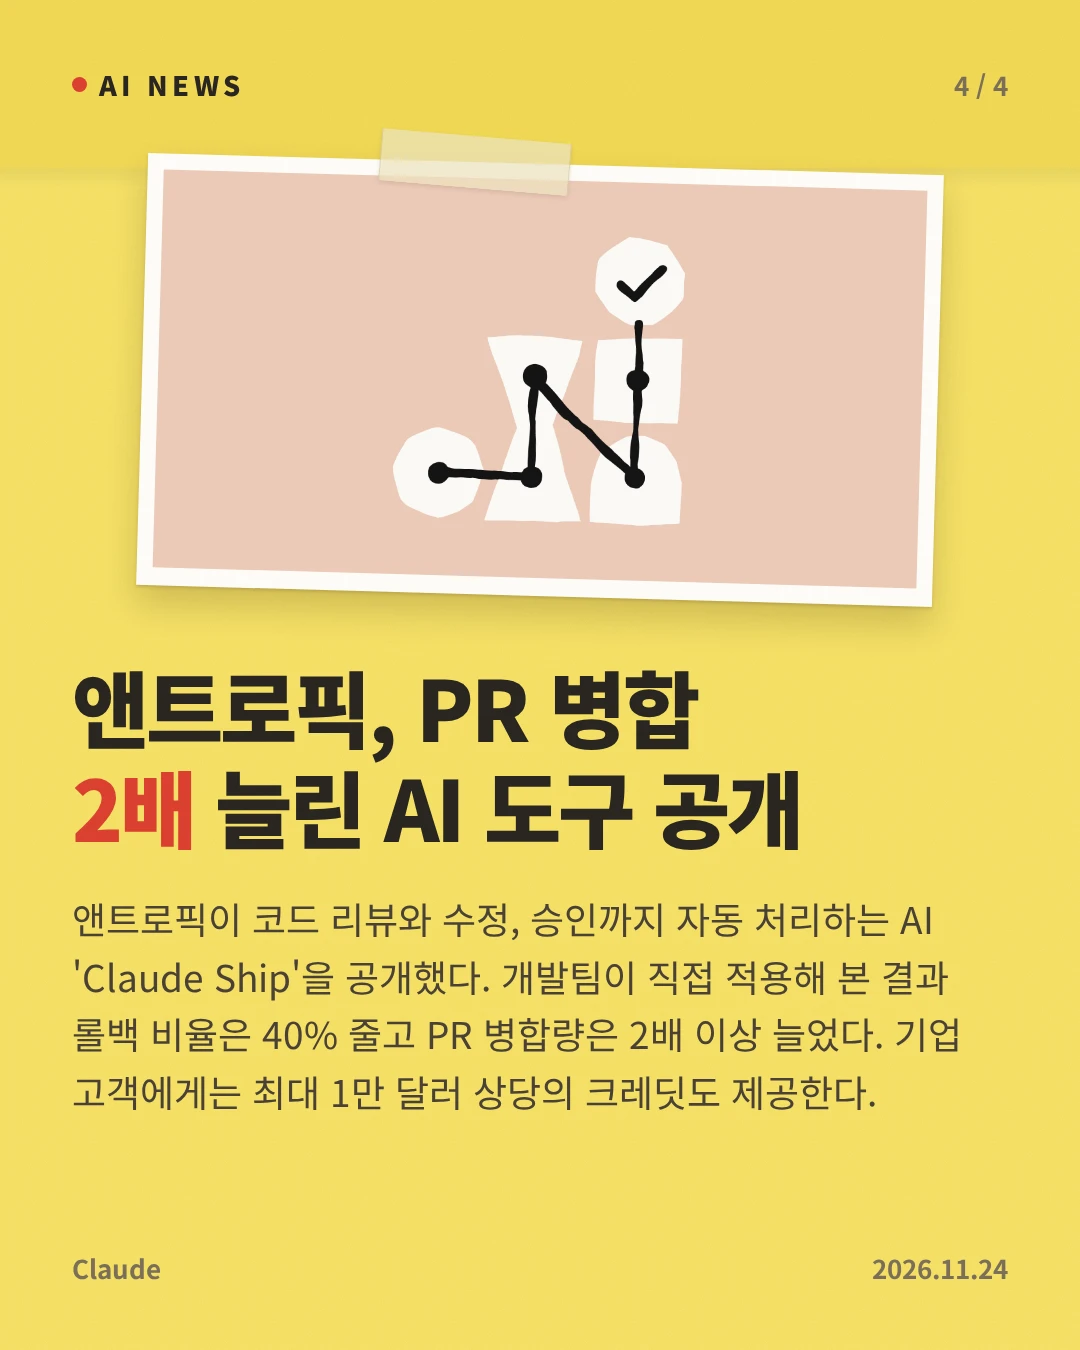 AI NEWS
4 / 4
앤트로픽, PR 병합
2배 늘린 AI 도구 공개
앤트로픽이 코드 리뷰와 수정, 승인까지 자동 처리하는 AI
'Claude Ship'을 공개했다. 개발팀이 직접 적용해 본 결과
롤백 비율은 40% 줄고 PR 병합량은 2배 이상 늘었다. 기업
고객에게는 최대 1만 달러 상당의 크레딧도 제공한다.
Claude
2026.11.24